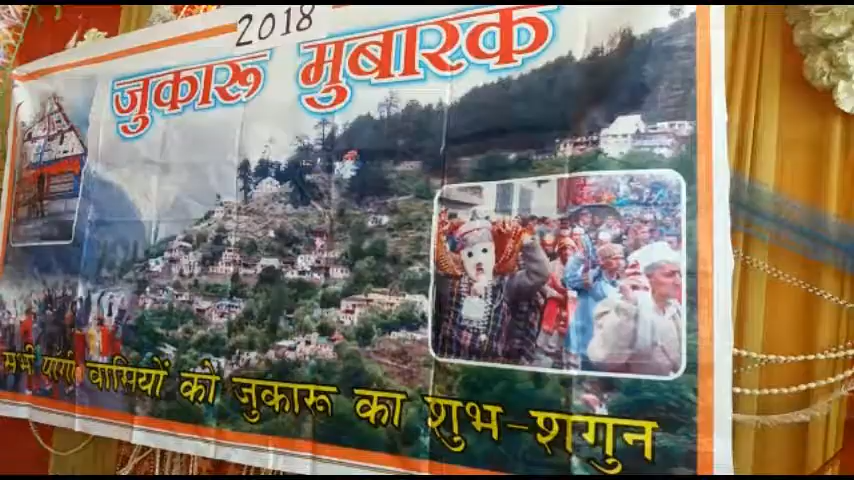 2018
जुकारू मुबारक
सभी पाँगी वासियों को जुकारू का शुभ-शगुन